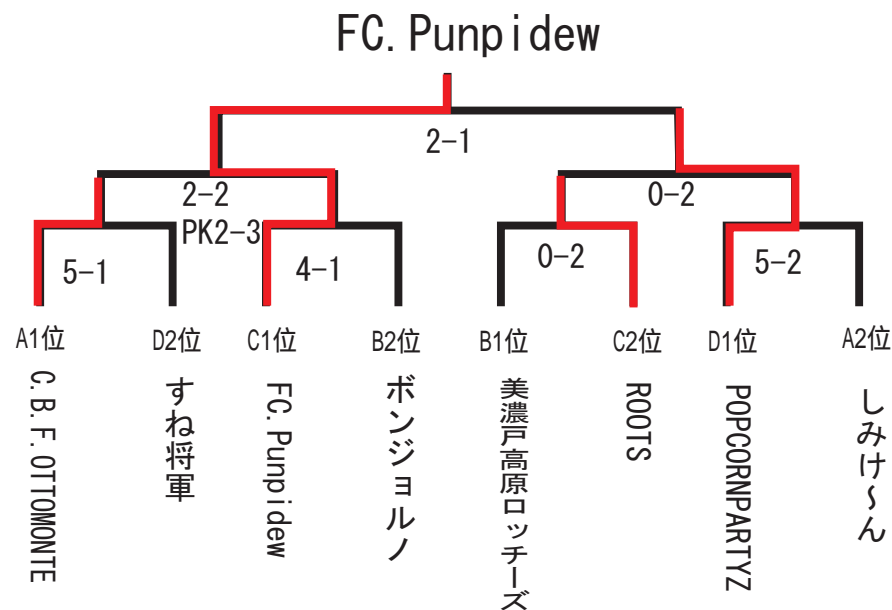 FC.Punpidew
2-1
2-2
PK2-3
0-2
5-1
4-1
0-2
5-2
A1位
D2位
C1位
B2位
B1位
C2位
D1位
A2位
C.B.F.OTTOMONTE
すね将軍
FC.Punpidew
ボンジョルノ
美濃戸高原ロッチーズ
ROOTS
POPCORNPARTYZ
しみけ～ん